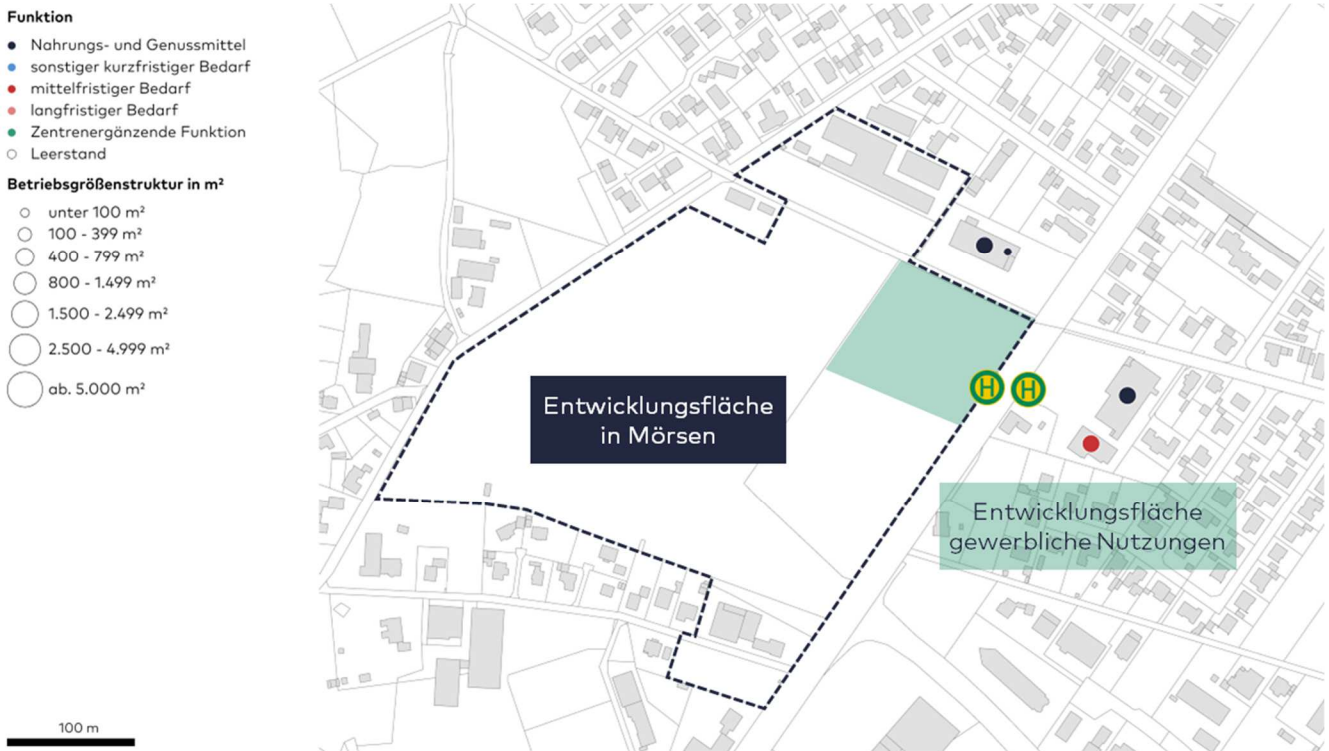 Funktion
Nahrungs- und Genussmittel
sonstiger kurzfristiger Bedarf
mittelfristiger Bedarf
langfristiger Bedarf
Zentrenergänzende Funktion
Leerstand
Betriebsgrößenstruktur in m²
unter 100 m²
100 - 399 m²
400 - 799 m²
800 - 1.499 m²
1.500 - 2.499 m²
2.500 - 4.999 m²
ab. 5.000 m²
100 m
Entwicklungsfläche
in Mörsen
H H
Entwicklungsfläche
gewerbliche Nutzungen